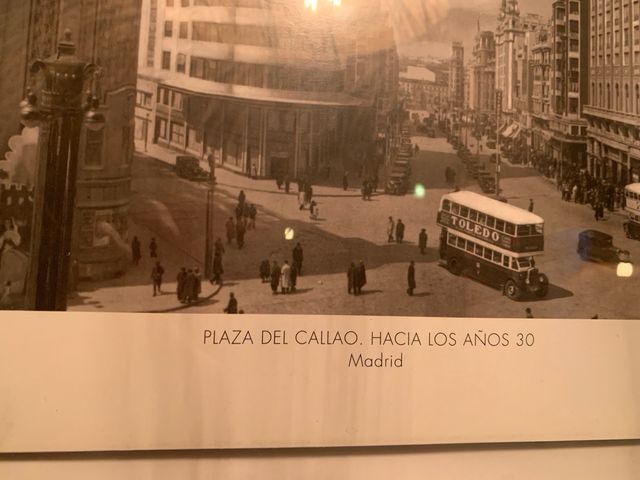 TOLEDO
PLAZA DEL CALLAO. HACIA LOS AÑOS 30
Madrid